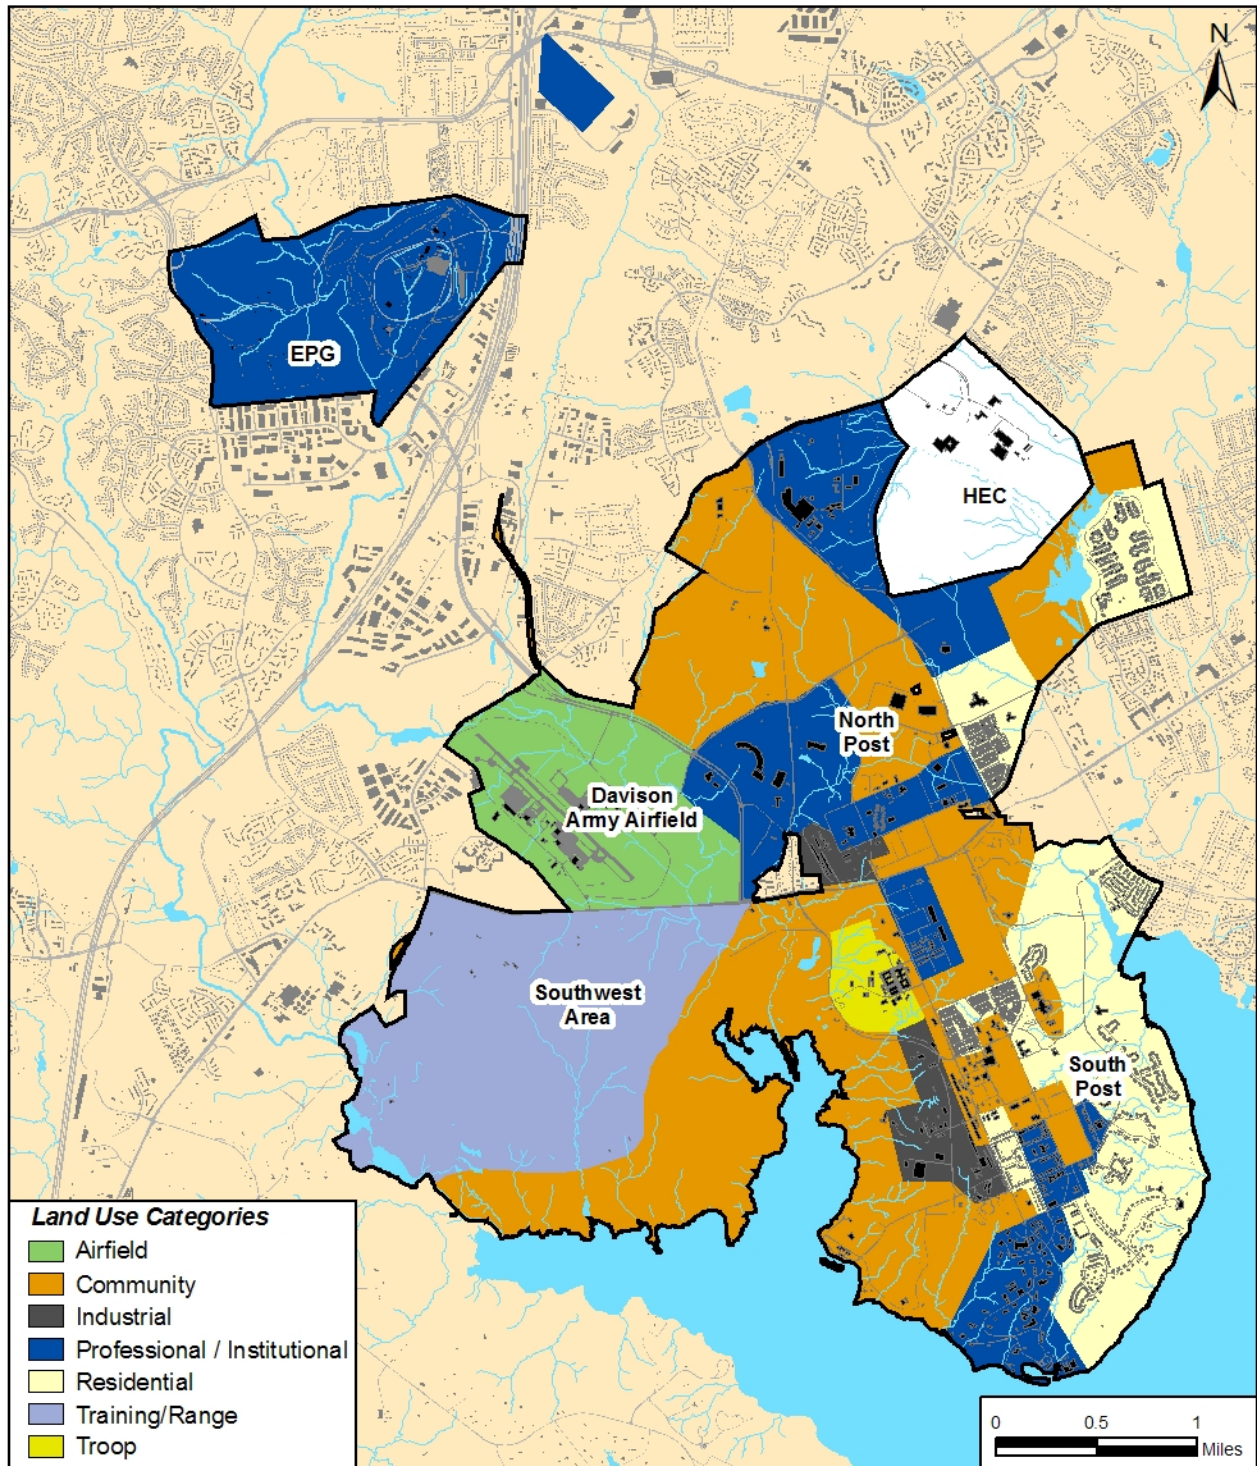 N
EPG
HEC
North
Post
Davison
Army Airfield
Southwest
Area
South
Post
Land Use Categories
Airfield
Community
Industrial
Professional / Institutional
Residential
Training/Range
Troop
0 0.5 1
Miles